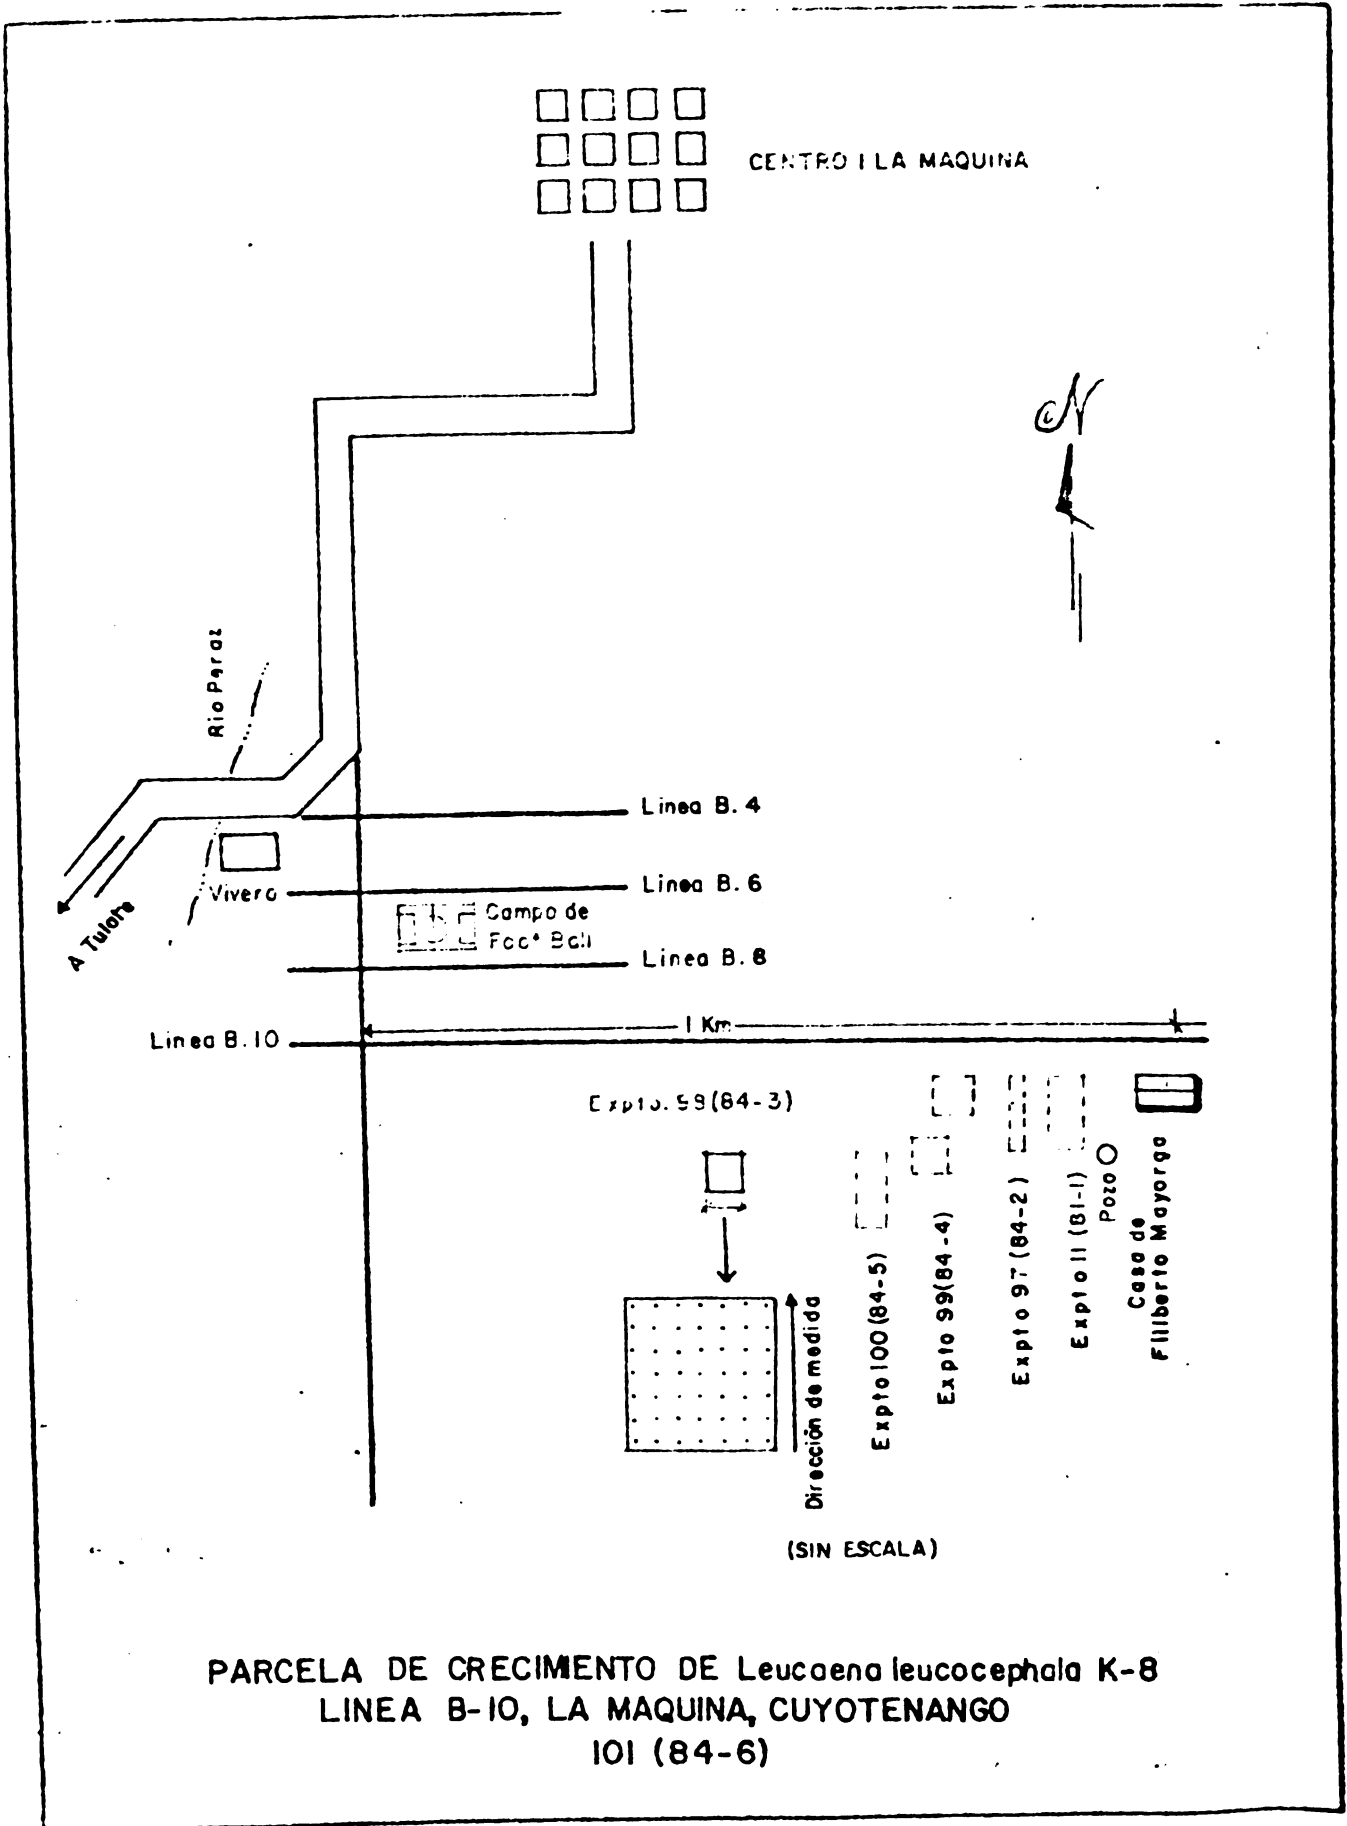 CENTRO I LA MAQUINA
N
Rio Paraz
Linea B. 4
Vivero
Linea B. 6
A Tulate
Campo de
Foot Ball
Linea B. 8
1 Km
Linea B. 10
Expto. 99(84-3)
Expto 100(84-5)
Expto 99(84-4)
Expto 97(84-2)
Expto 11 (81-1)
Pozo
Casa de
Filiberto Mayorga
Dirección de medida
(SIN ESCALA)
PARCELA DE CRECIMIENTO DE Leucaena leucocephala K-8
LINEA B-10, LA MAQUINA, CUYOTENANGO
101 (84-6)